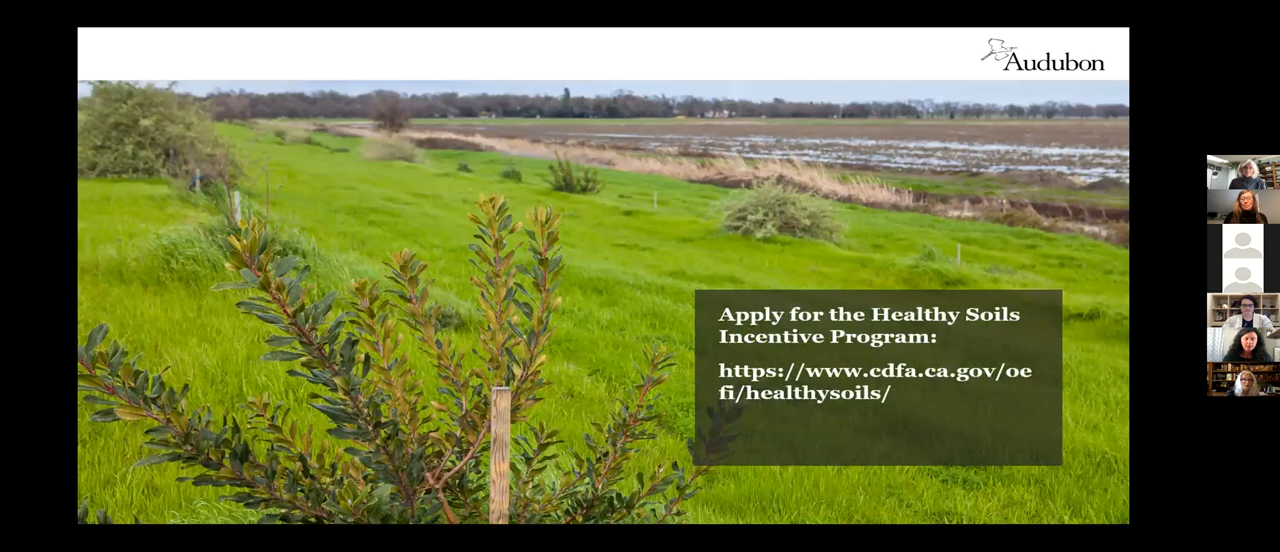 Audubon
Apply for the Healthy Soils
Incentive Program:
https://www.cdfa.ca.gov/oe
fi/healthysoils/